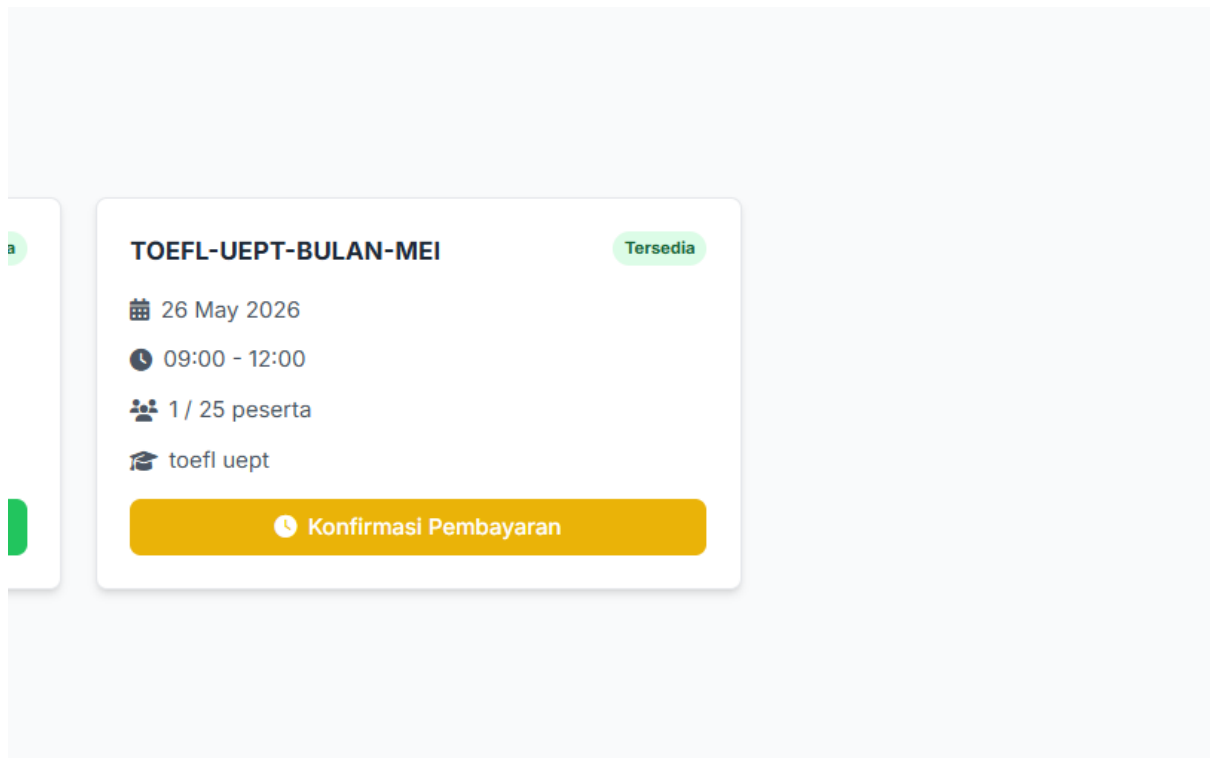 a
TOEFL-UEPT-BULAN-MEI
Tersedia
26 May 2026
09:00 - 12:00
1 / 25 peserta
toefl uept
Konfirmasi Pembayaran